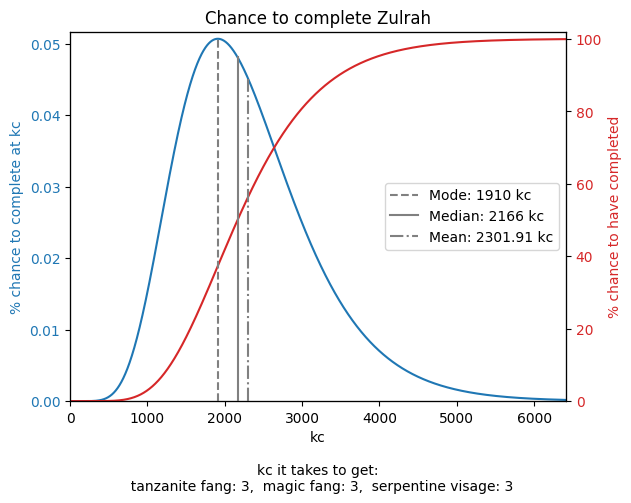 Chance to complete Zulrah
% chance to complete at kc
0.05
0.04
0.03
0.02
0.01
0.00
Mode: 1910 kc
Median: 2166 kc
Mean: 2301.91 kc
100
80
60
40
20
0
% chance to have completed
0 1000 2000 3000 4000 5000 6000
kc
kc it takes to get:
tanzanite fang: 3, magic fang: 3, serpentine visage: 3